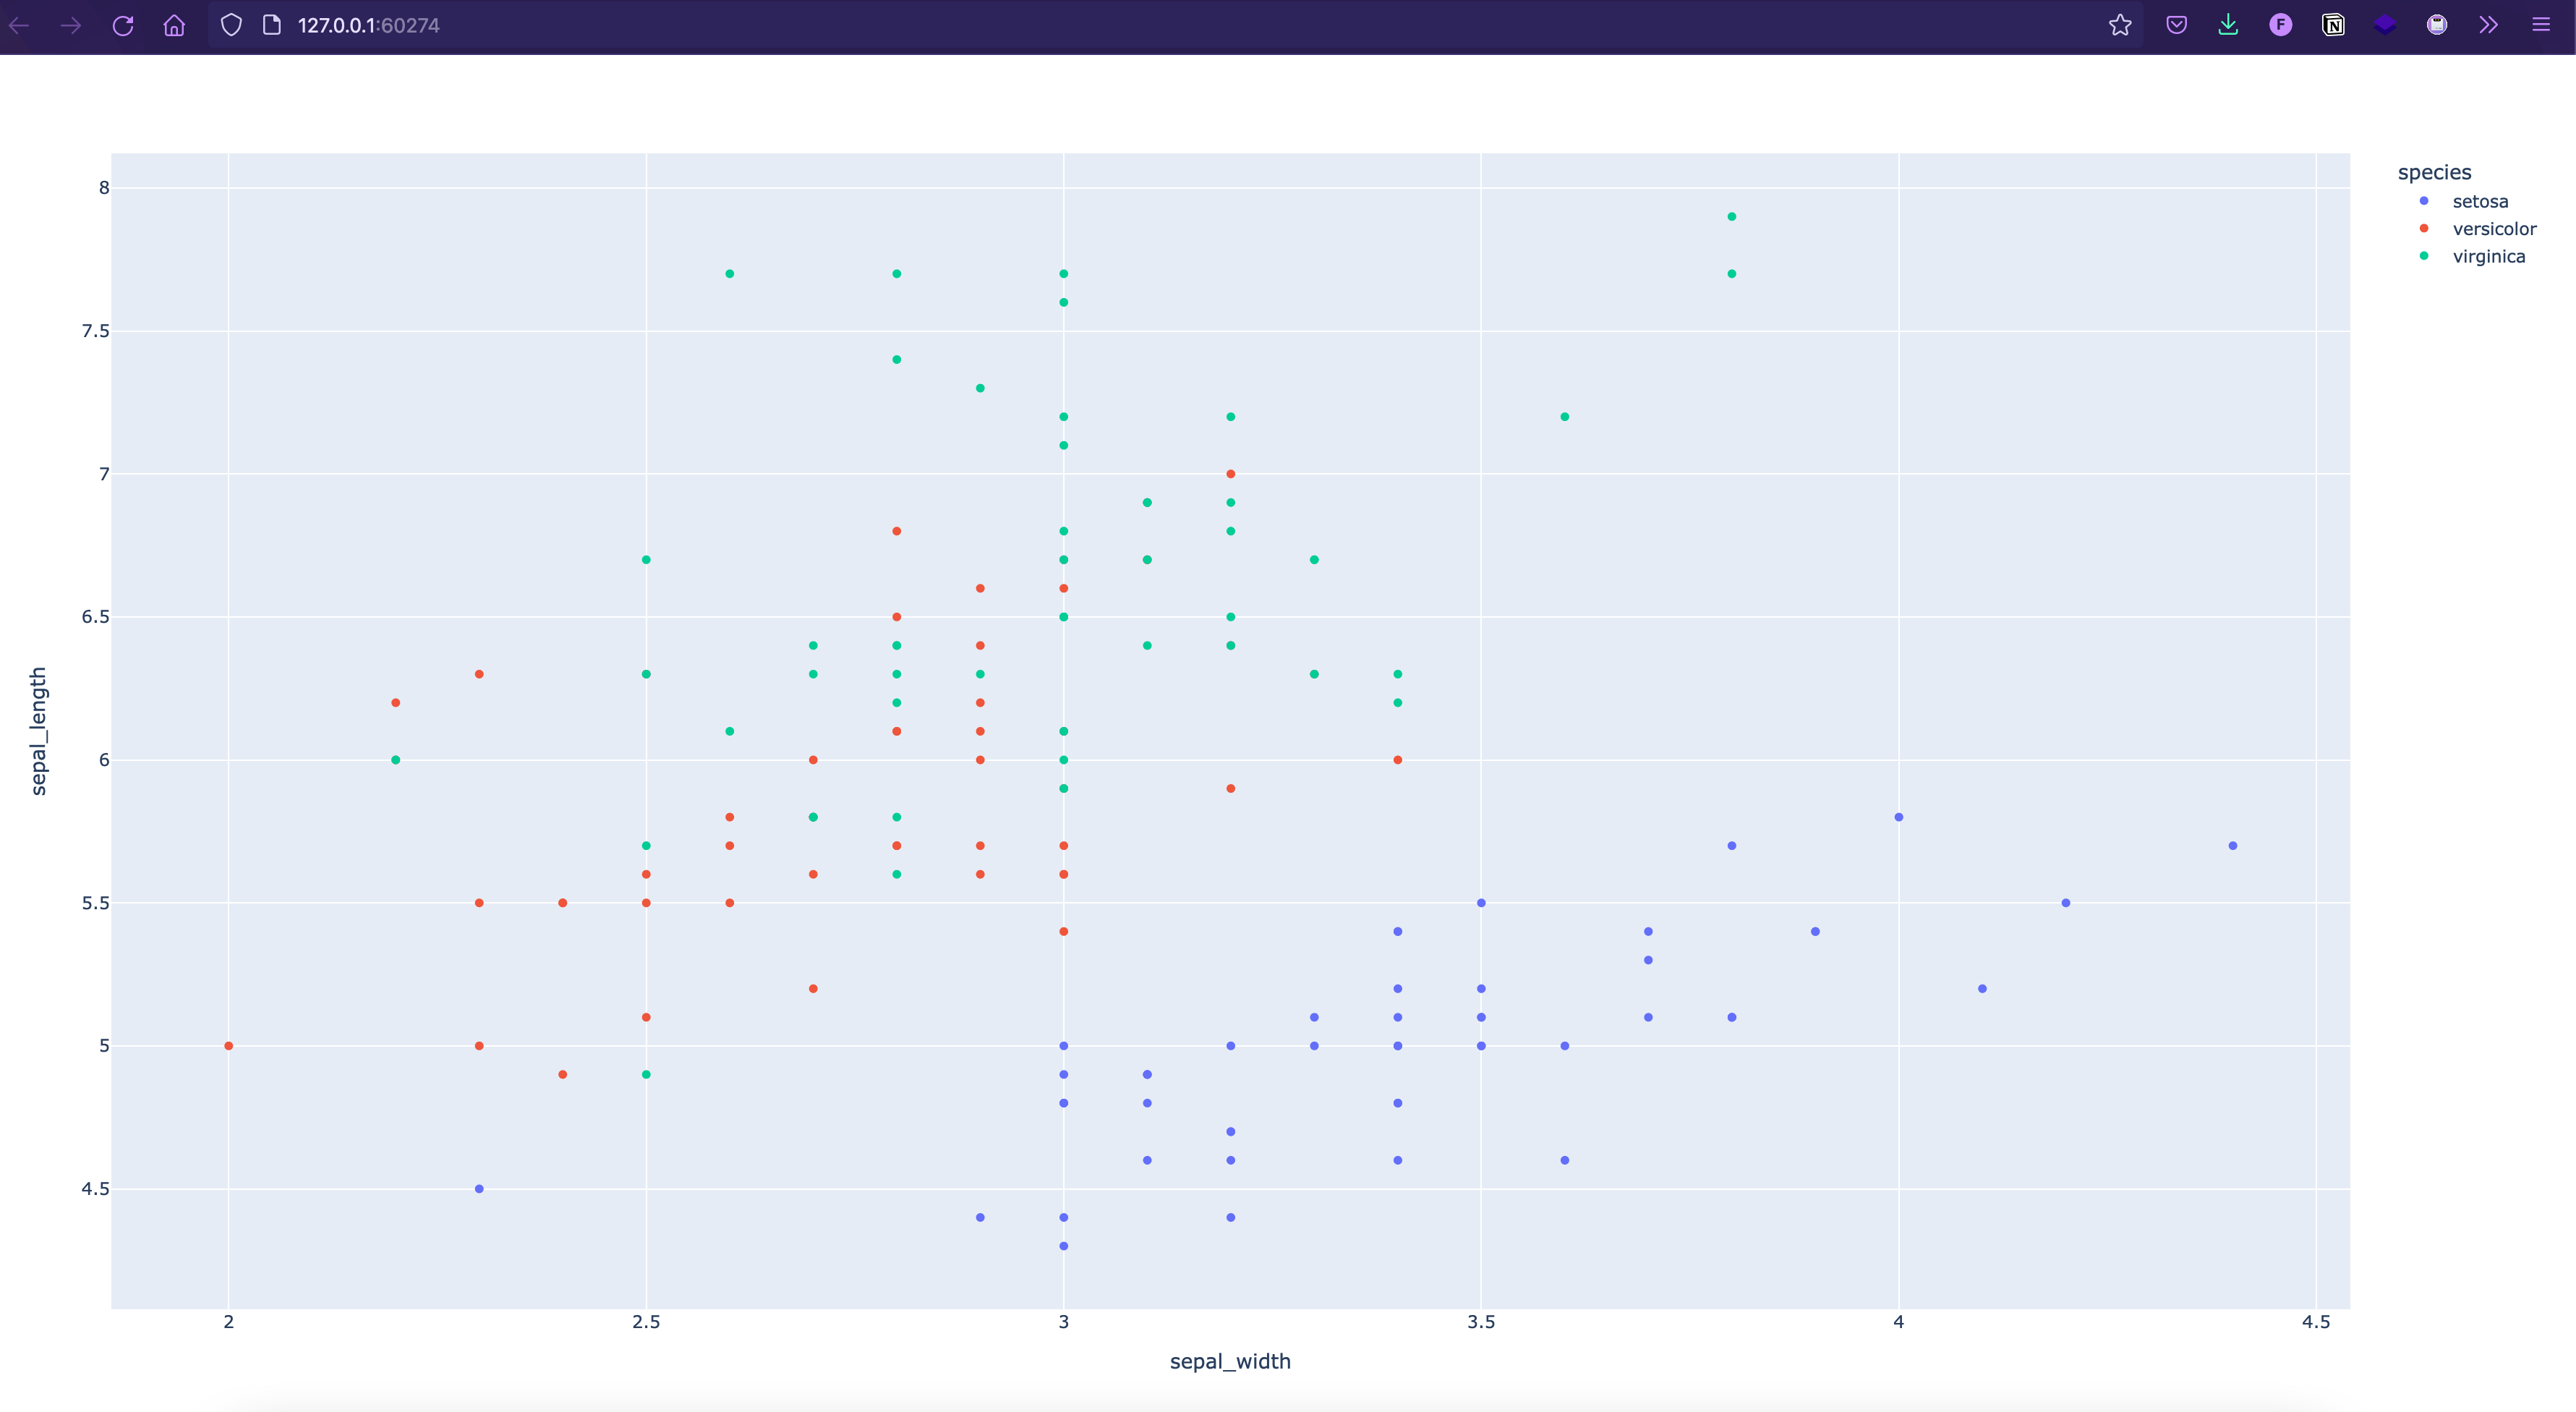 127.0.0.1:60274
F
N
species
setosa
versicolor
virginica
8
7.5
7
6.5
6
5.5
5
4.5
sepal_length
2 2.5 3 3.5 4 4.5
sepal_width